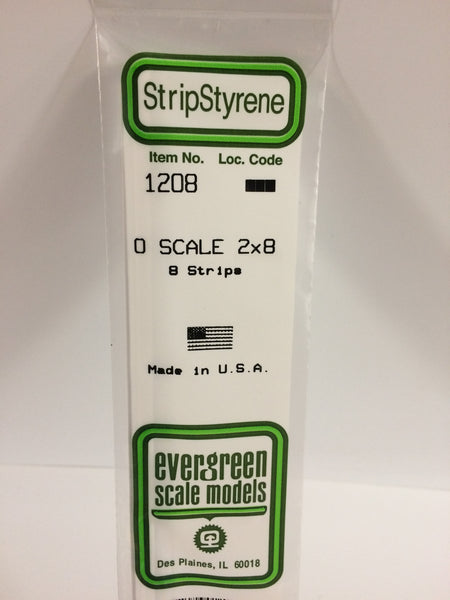 StripStyrene
Item No. Loc. Code
1208
O SCALE 2x8
8 Strips
Made in U.S.A.
evergreen
scale models
Des Plaines, IL 60018